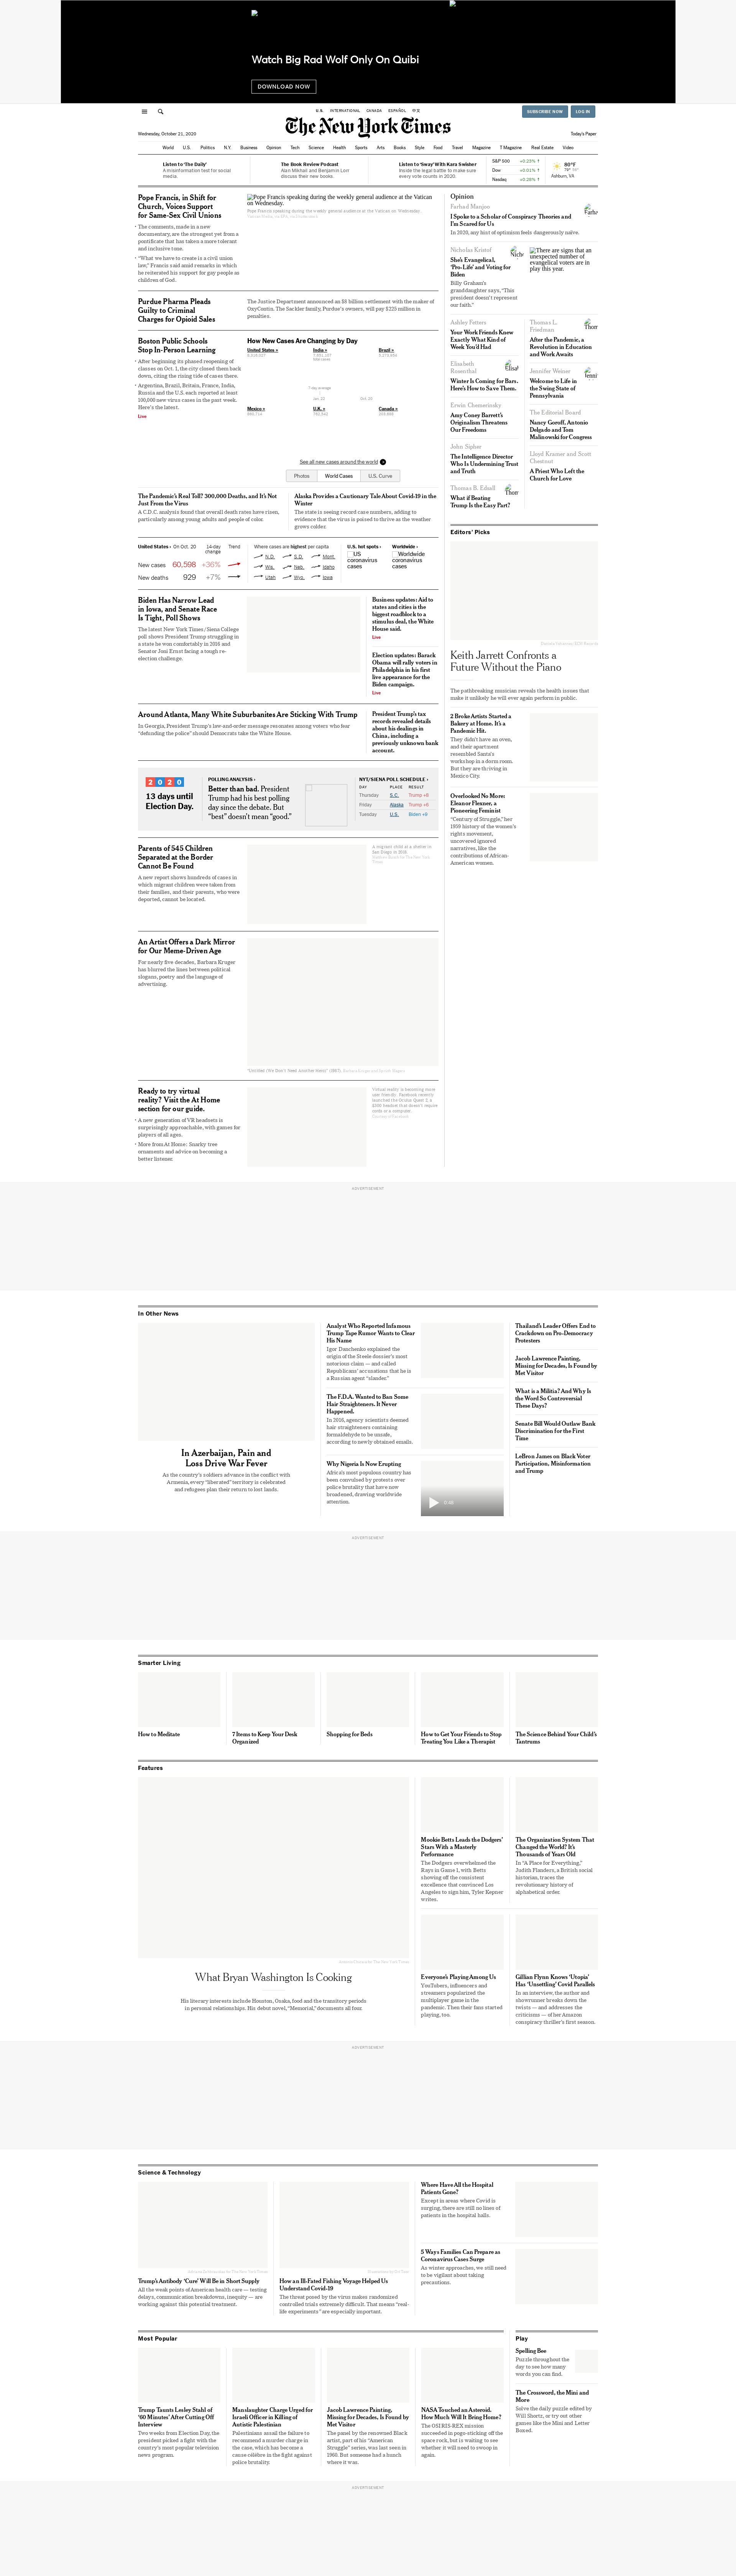 Watch Big Rad Wolf Only On Quibi
DOWNLOAD NOW
U.S. INTERNATIONAL CANADA ESPAÑOL 中文
SUBSCRIBE NOW LOG IN
The New York Times
Wednesday, October 21, 2020
Today's Paper
World U.S. Politics N.Y. Business Opinion Tech Science Health Sports Arts Books Style Food Travel Magazine T Magazine Real Estate Video
Listen to 'The Daily'
A misinformation test for social
media.
The Book Review Podcast
Alan Mikhail and Benjamin Lorr
discuss their new books.
Listen to 'Sway' With Kara Swisher
Inside the legal battle to make sure
every vote counts in 2020.
S&P 500 +0.23% ↑
Dow +0.01% ↑
Nasdaq +0.28% ↑
80°F
79° 56°
Ashburn, VA
Pope Francis, in Shift for
Church, Voices Support
for Same-Sex Civil Unions
• The comments, made in a new
documentary, are the strongest yet from a
pontificate that has taken a more tolerant
and inclusive tone.
• "What we have to create is a civil union
law," Francis said amid remarks in which
he reiterated his support for gay people as
children of God.
Pope Francis speaking during the weekly general audience at the Vatican
on Wednesday.
Pope Francis speaking during the weekly general audience at the Vatican on Wednesday.
Purdue Pharma Pleads
Guilty to Criminal
Charges for Opioid Sales
The Justice Department announced an $8 billion settlement with the maker of
OxyContin. The Sackler family, Purdue's owners, will pay $225 million in
penalties.
Boston Public Schools
Stop In-Person Learning
• After beginning its phased reopening of
classes on Oct. 1, the city closed them back
down, citing the rising tide of cases there.
• Argentina, Brazil, Britain, France, India,
Russia and the U.S. each reported at least
100,000 new virus cases in the past week.
Here's the latest.
Live
How New Cases Are Changing by Day
United States »
India »
Brazil »
7-day average
Mexico »
U.K. »
Canada »
See all new cases around the world
Photos World Cases U.S. Curve
The Pandemic's Real Toll? 300,000 Deaths, and It's Not
Just From the Virus
A C.D.C. analysis found that overall death rates have risen,
particularly among young adults and people of color.
Alaska Provides a Cautionary Tale About Covid-19 in the
Winter
The state is seeing record case numbers, adding to
evidence that the virus is poised to thrive as the weather
grows colder.
United States › On Oct. 20 14-day
change Trend
New cases 60,598 +36%
New deaths 929 +7%
Where cases are highest per capita
N.D. S.D. Mont.
Wis. Neb. Idaho
Utah Wyo. Iowa
U.S. hot spots ›
US
coronavirus
cases
Worldwide ›
Worldwide
coronavirus
cases
Biden Has Narrow Lead
in Iowa, and Senate Race
Is Tight, Poll Shows
The latest New York Times/Siena College
poll shows President Trump struggling in
a state he won comfortably in 2016 and
Senator Joni Ernst facing a tough re-
election challenge.
Business updates: Aid to
states and cities is the
biggest roadblock to a
stimulus deal, the White
House said.
Live
Election updates: Barack
Obama will rally voters in
Philadelphia in his first
live appearance for the
Biden campaign.
Live
Around Atlanta, Many White Suburbanites Are Sticking With Trump
In Georgia, President Trump's law-and-order message resonates among voters who fear
"defunding the police" should Democrats take the White House.
President Trump's tax
records revealed details
about his dealings in
China, including a
previously unknown bank
account.
2020
13 days until
Election Day.
POLLING ANALYSIS ›
Better than bad. President
Trump had his best polling
day since the debate. But
"best" doesn't mean "good."
NYT/SIENA POLL SCHEDULE ›
DAY PLACE RESULT
Thursday S.C. Trump +6
Friday Alaska Trump +6
Tuesday U.S. Biden +9
Parents of 545 Children
Separated at the Border
Cannot Be Found
A new report shows hundreds of cases in
which migrant children were taken from
their families, and their parents, who were
deported, cannot be located.
A migrant child at a shelter in
San Diego in 2018.
An Artist Offers a Dark Mirror
for Our Meme-Driven Age
For nearly five decades, Barbara Kruger
has blurred the lines between political
slogans, poetry and the language of
advertising.
"Untitled (We Don't Need Another Hero)" (1987).
Ready to try virtual
reality? Visit the At Home
section for our guide.
• A new generation of VR headsets is
surprisingly approachable, with games for
players of all ages.
• More from At Home: Snarky tree
ornaments and advice on becoming a
better listener.
Virtual reality is becoming more
user friendly. Facebook recently
launched the Oculus Quest 2, a
$300 headset that doesn't require
cords or a computer.
Opinion
Farhad Manjoo
I Spoke to a Scholar of Conspiracy Theories and
I'm Scared for Us
In 2020, any hint of optimism feels dangerously naïve.
Nicholas Kristof
She's Evangelical,
'Pro-Life' and Voting for
Biden
Billy Graham's
granddaughter says, "This
president doesn't represent
our faith."
There are signs that an
unexpected number of
evangelical voters are in
play this year.
Ashley Fetters
Your Work Friends Knew
Exactly What Kind of
Week You'd Had
Elisabeth
Rosenthal
Winter Is Coming for Bars.
Here's How to Save Them.
Erwin Chemerinsky
Amy Coney Barrett's
Originalism Threatens
Our Freedoms
John Sipher
The Intelligence Director
Who Is Undermining Trust
and Truth
Thomas B. Edsall
What if Beating
Trump Is the Easy Part?
Thomas L.
Friedman
After the Pandemic, a
Revolution in Education
and Work Awaits
Jennifer Weiner
Welcome to Life in
the Swing State of
Pennsylvania
The Editorial Board
Nancy Goroff, Antonio
Delgado and Tom
Malinowski for Congress
Lloyd Kramer and Scott
Chestnut
A Priest Who Left the
Church for Love
Editors' Picks
Keith Jarrett Confronts a
Future Without the Piano
The pathbreaking musician reveals the health issues that
make it unlikely he will ever again perform in public.
2 Broke Artists Started a
Bakery at Home. It's a
Pandemic Hit.
They didn't have an oven,
and their apartment
resembled Santa's
workshop in a dorm room.
But they are thriving in
Mexico City.
Overlooked No More:
Eleanor Flexner, a
Pioneering Feminist
"Century of Struggle," her
1959 history of the women's
rights movement,
uncovered ignored
narratives, like the
contributions of African-
American women.
ADVERTISEMENT
In Other News
In Azerbaijan, Pain and
Loss Drive War Fever
As the country's soldiers advance in the conflict with
Armenia, every "liberated" territory is celebrated
and refugees plan their return to lost lands.
Analyst Who Reported Infamous
Trump Tape Rumor Wants to Clear
His Name
Igor Danchenko explained the
origin of the Steele dossier's most
notorious claim — and called
Republicans' accusations that he is
a Russian agent "slander."
The F.D.A. Wanted to Ban Some
Hair Straighteners. It Never
Happened.
In 2016, agency scientists deemed
hair straighteners containing
formaldehyde to be unsafe,
according to newly obtained emails.
Why Nigeria Is Now Erupting
Africa's most populous country has
been convulsed by protests over
police brutality that have now
broadened, drawing worldwide
attention.
0:48
Thailand's Leader Offers End to
Crackdown on Pro-Democracy
Protesters
Jacob Lawrence Painting,
Missing for Decades, Is Found by
Met Visitor
What is a Militia? And Why Is
the Word So Controversial
These Days?
Senate Bill Would Outlaw Bank
Discrimination for the First
Time
LeBron James on Black Voter
Participation, Misinformation
and Trump
ADVERTISEMENT
Smarter Living
How to Meditate
7 Items to Keep Your Desk
Organized
Shopping for Beds
How to Get Your Friends to Stop
Treating You Like a Therapist
The Science Behind Your Child's
Tantrums
Features
What Bryan Washington Is Cooking
His literary interests include Houston, Osaka, food and the transitory periods
in personal relationships. His debut novel, "Memorial," documents all four.
Mookie Betts Leads the Dodgers'
Stars With a Masterly
Performance
The Dodgers overwhelmed the
Rays in Game 1, with Betts
showing off the consistent
excellence that convinced Los
Angeles to sign him, Tyler Kepner
writes.
The Organization System That
Changed the World? It's
Thousands of Years Old
In "A Place for Everything,"
Judith Flanders, a British social
historian, traces the
revolutionary history of
alphabetical order.
Everyone's Playing Among Us
YouTubers, influencers and
streamers popularized the
multiplayer game in the
pandemic. Then their fans started
playing, too.
Gillian Flynn Knows 'Utopia'
Has 'Unsettling' Covid Parallels
In an interview, the author and
showrunner breaks down the
twists — and addresses the
criticisms — of her Amazon
conspiracy thriller's first season.
ADVERTISEMENT
Science & Technology
Trump's Antibody 'Cure' Will Be in Short Supply
All the weak points of American health care — testing
delays, communication breakdowns, inequity — are
working against this potential treatment.
How an Ill-Fated Fishing Voyage Helped Us
Understand Covid-19
The threat posed by the virus makes randomized
controlled trials extremely difficult. That means "real-
life experiments" are especially important.
Where Have All the Hospital
Patients Gone?
Except in areas where Covid is
surging, there are still no lines of
patients in the hospital halls.
5 Ways Families Can Prepare as
Coronavirus Cases Surge
As winter approaches, we still need
to be vigilant about taking
precautions.
Most Popular
Trump Taunts Lesley Stahl of
'60 Minutes' After Cutting Off
Interview
Two weeks from Election Day, the
president picked a fight with the
country's most popular television
news program.
Manslaughter Charge Urged for
Israeli Officer in Killing of
Autistic Palestinian
Palestinians assail the failure to
recommend a murder charge in
the case, which has become a
cause célèbre in the fight against
police brutality.
Jacob Lawrence Painting,
Missing for Decades, Is Found by
Met Visitor
The panel by the renowned Black
artist, part of his "American
Struggle" series, was last seen in
1960. But someone had a hunch
where it was.
NASA Touched an Asteroid.
How Much Will It Bring Home?
The OSIRIS-REX mission
succeeded in pogo-sticking off the
space rock, but is waiting to see
whether it will need to swoop in
again.
Play
Spelling Bee
Puzzle throughout the
day to see how many
words you can find.
The Crossword, the Mini and
More
Solve the daily puzzle edited by
Will Shortz, or try out other
games like the Mini and Letter
Boxed.
ADVERTISEMENT